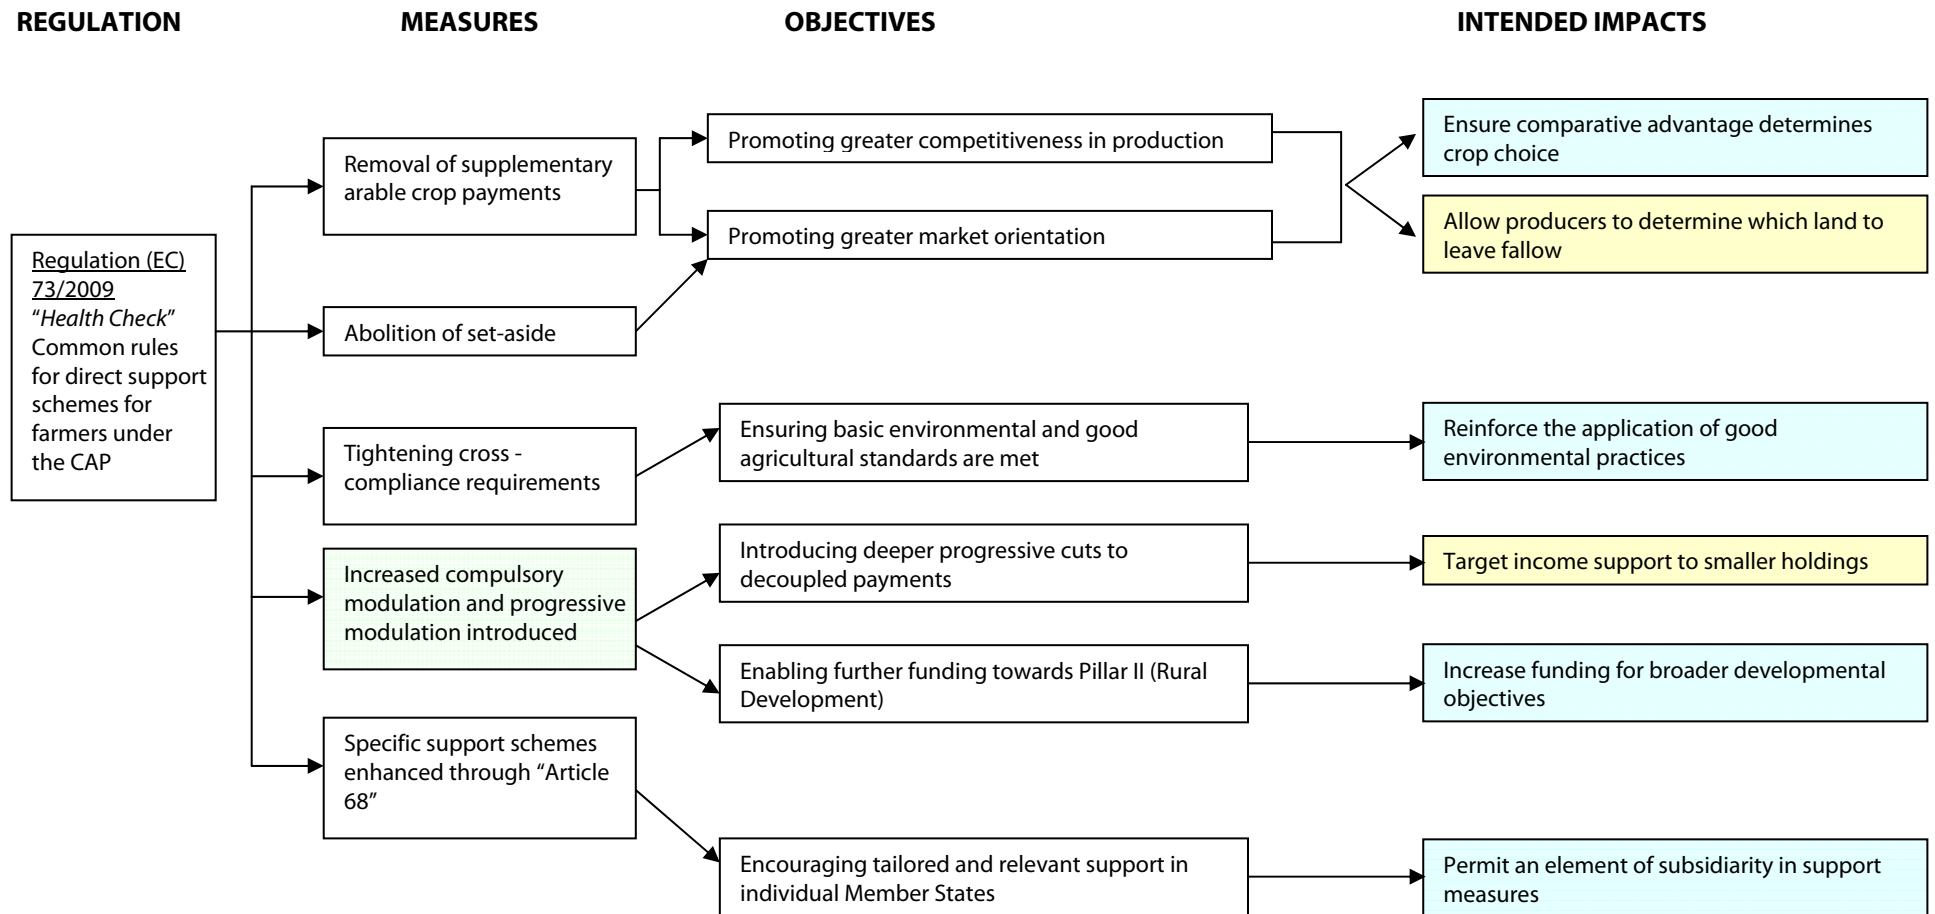 REGULATION
MEASURES
OBJECTIVES
INTENDED IMPACTS
Regulation (EC)
73/2009
“Health Check”
Common rules
for direct support
schemes for
farmers under
the CAP
Removal of supplementary
arable crop payments
Abolition of set-aside
Tightening cross -
compliance requirements
Increased compulsory
modulation and progressive
modulation introduced
Specific support schemes
enhanced through “Article
68”
Promoting greater competitiveness in production
Promoting greater market orientation
Ensuring basic environmental and good
agricultural standards are met
Introducing deeper progressive cuts to
decoupled payments
Enabling further funding towards Pillar II (Rural
Development)
Encouraging tailored and relevant support in
individual Member States
Ensure comparative advantage determines
crop choice
Allow producers to determine which land to
leave fallow
Reinforce the application of good
environmental practices
Target income support to smaller holdings
Increase funding for broader developmental
objectives
Permit an element of subsidiarity in support
measures